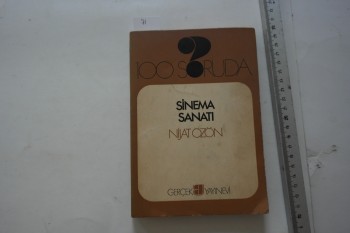 100 SORUDA
SİNEMA
SANATI
NİJAT ÖZÖN
GERÇEK YAYINEVİ